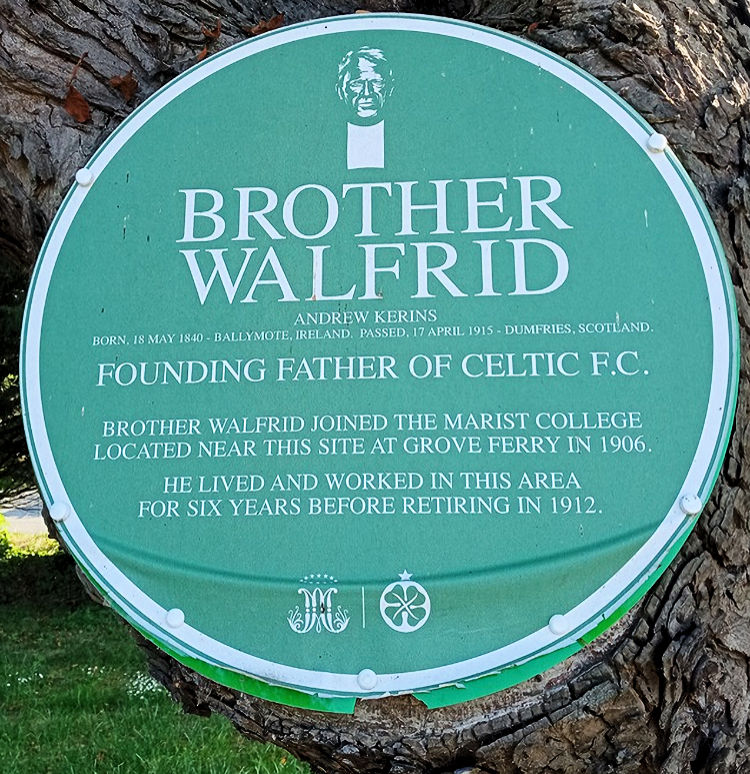 BROTHER
WALFRID
ANDREW KERINS
BORN, 18 MAY 1840 - BALLYMOTE, IRELAND. PASSED, 17 APRIL 1915 - DUMFRIES, SCOTLAND.
FOUNDING FATHER OF CELTIC F.C.
BROTHER WALFRID JOINED THE MARIST COLLEGE
LOCATED NEAR THIS SITE AT GROVE FERRY IN 1906.
HE LIVED AND WORKED IN THIS AREA
FOR SIX YEARS BEFORE RETIRING IN 1912.